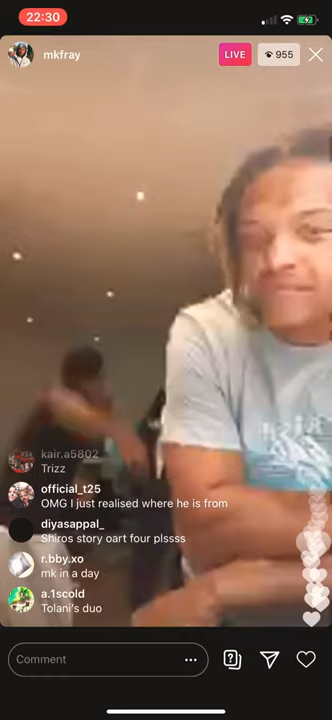 22:30
mkfray
LIVE
955
kair.a5802
Trizz
official_t25
OMG I just realised where he is from
diyasappal_
Shiros story oart four plssss
r.bby.xo
mk in a day
a.1scold
Tolani's duo
Comment